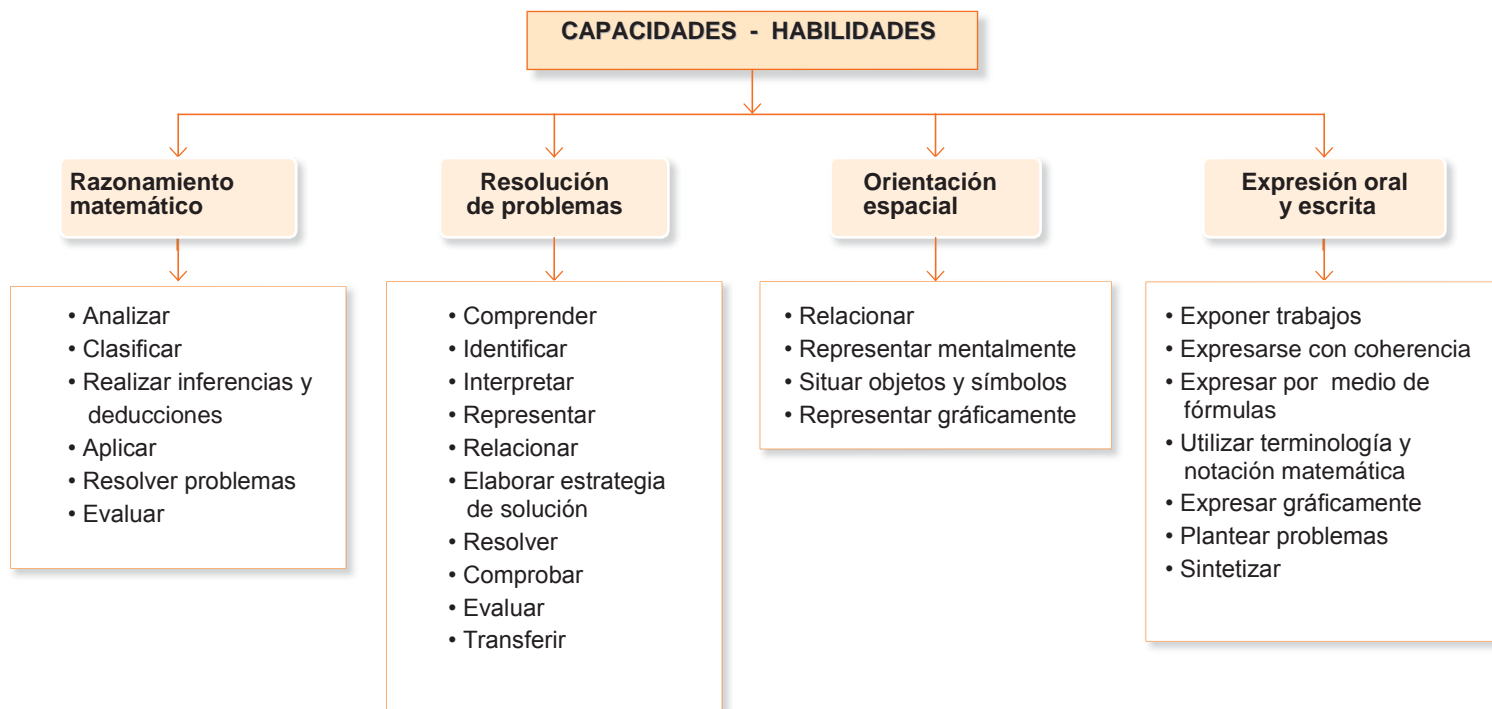 CAPACIDADES - HABILIDADES
Razonamiento
matemático
• Analizar
• Clasificar
• Realizar inferencias y
deducciones
• Aplicar
• Resolver problemas
• Evaluar
Resolución
de problemas
• Comprender
• Identificar
• Interpretar
• Representar
• Relacionar
• Elaborar estrategia
de solución
• Resolver
• Comprobar
• Evaluar
• Transferir
Orientación
espacial
• Relacionar
• Representar mentalmente
• Situar objetos y símbolos
• Representar gráficamente
Expresión oral
y escrita
• Exponer trabajos
• Expresarse con coherencia
• Expresar por medio de
fórmulas
• Utilizar terminología y
notación matemática
• Expresar gráficamente
• Plantear problemas
• Sintetizar